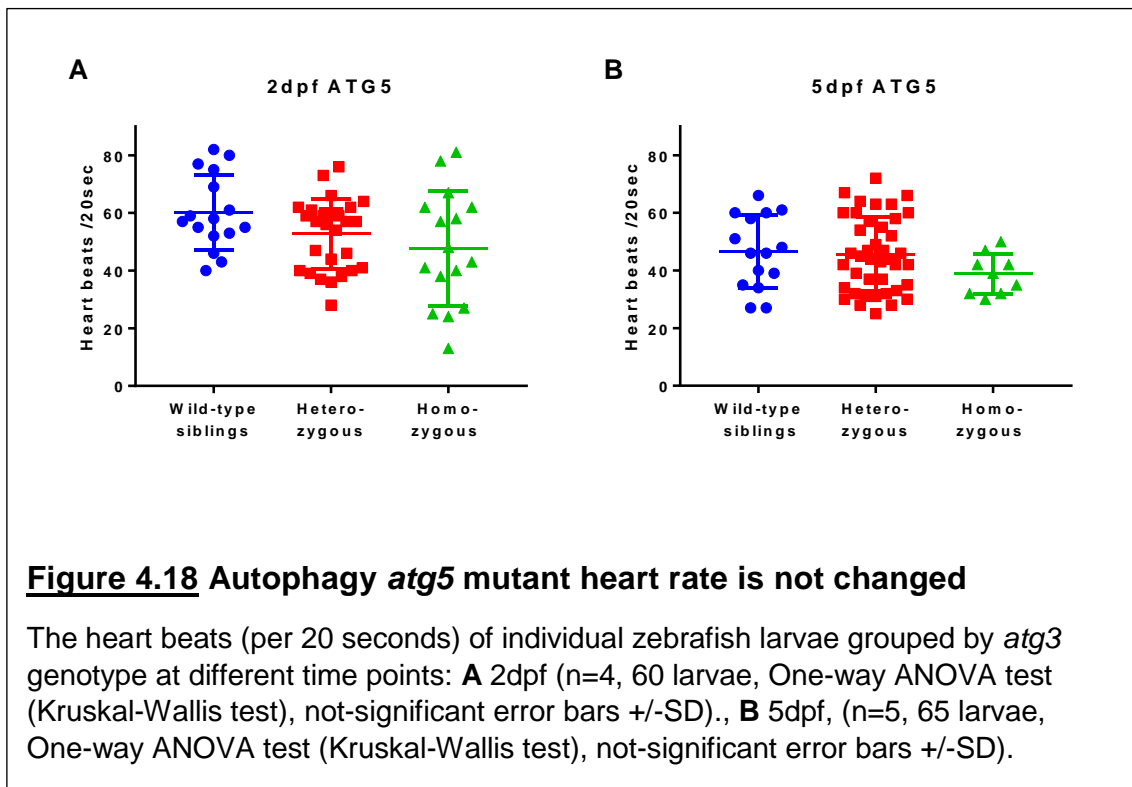 A
2dpf ATG5
Heart beats /20sec
80
60
40
20
0
Wild-type
siblings
Hetero-
zygous
Homo-
zygous
B
5dpf ATG5
Heart beats /20sec
80
60
40
20
0
Wild-type
siblings
Hetero-
zygous
Homo-
zygous
Figure 4.18 Autophagy atg5 mutant heart rate is not changed
The heart beats (per 20 seconds) of individual zebrafish larvae grouped by atg3
genotype at different time points: A 2dpf (n=4, 60 larvae, One-way ANOVA test
(Kruskal-Wallis test), not-significant error bars +/-SD)., B 5dpf, (n=5, 65 larvae,
One-way ANOVA test (Kruskal-Wallis test), not-significant error bars +/-SD).